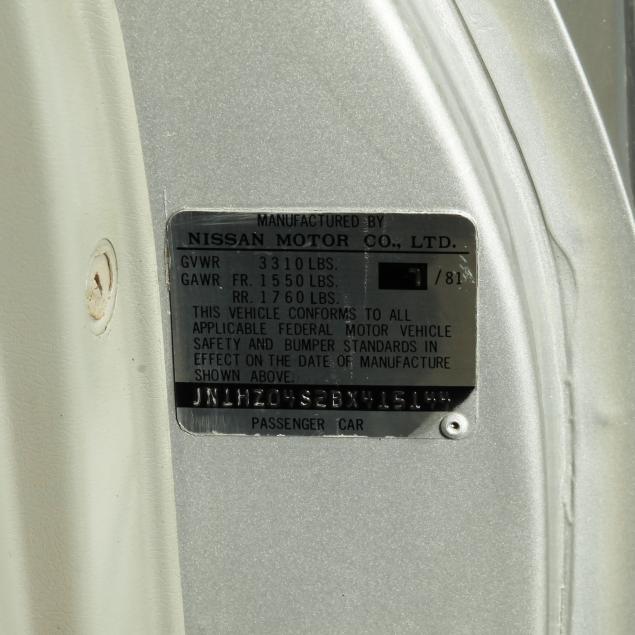 MANUFACTURED BY
NISSAN MOTOR CO., LTD.
GVWR 3310 LBS.
GAWR FR. 1550 LBS. 7 /81
RR. 1760 LBS.
THIS VEHICLE CONFORMS TO ALL
APPLICABLE FEDERAL MOTOR VEHICLE
SAFETY AND BUMPER STANDARDS IN
EFFECT ON THE DATE OF MANUFACTURE
SHOWN ABOVE.
JN1HZ04S2BX415144
PASSENGER CAR